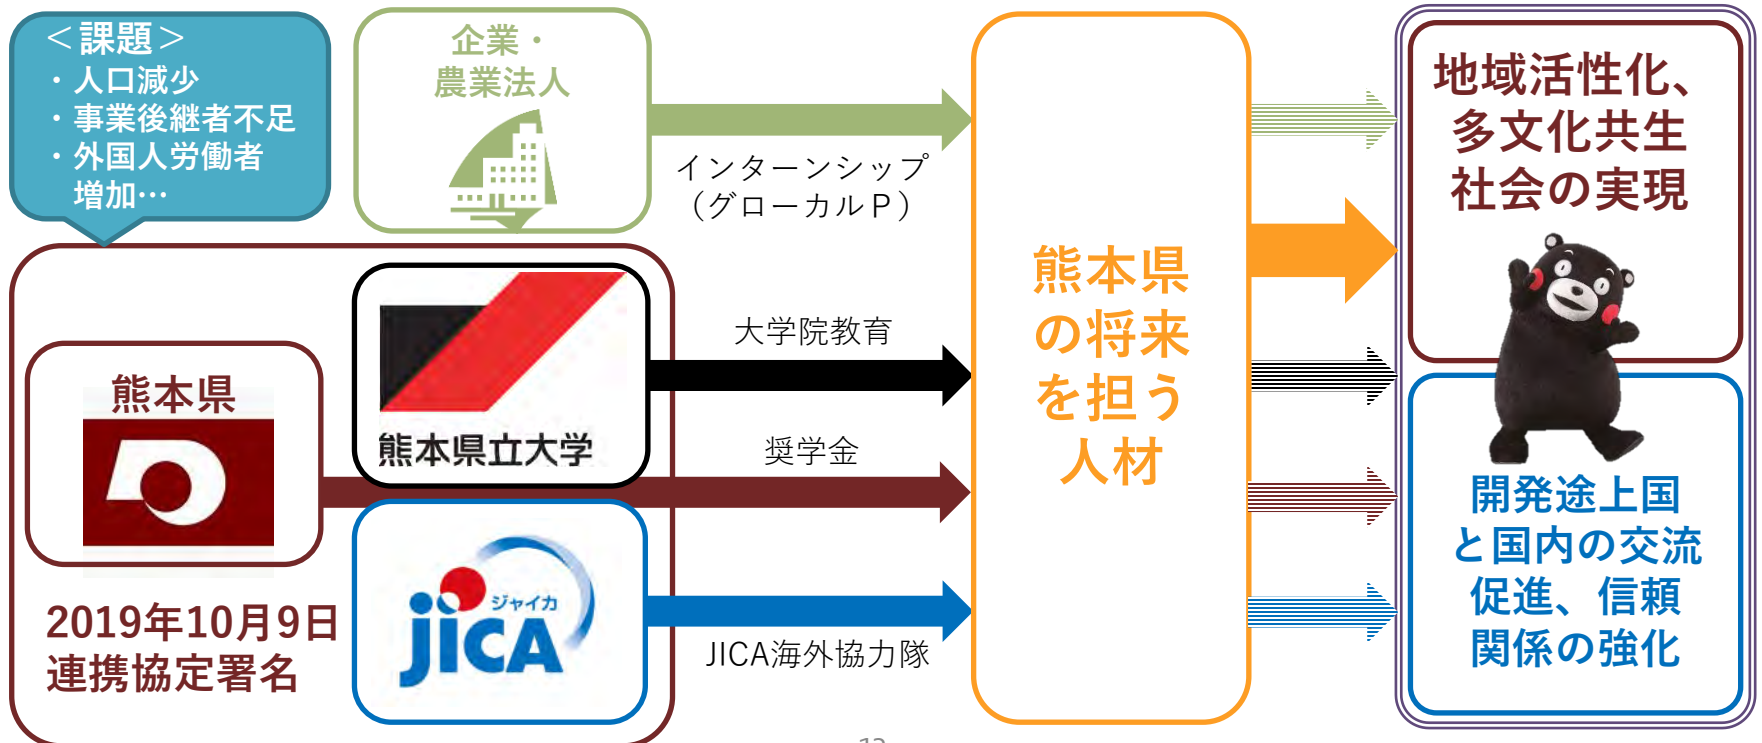 ＜課題＞
・人口減少
・事業後継者不足
・外国人労働者
増加…
企業・
農業法人
インターンシップ
（グローカルＰ）
熊本県
熊本県立大学
大学院教育
奨学金
ジャイカ
JICA
JICA海外協力隊
2019年10月9日
連携協定署名
熊本県
の将来
を担う
人材
地域活性化、
多文化共生
社会の実現
開発途上国
と国内の交流
促進、信頼
関係の強化